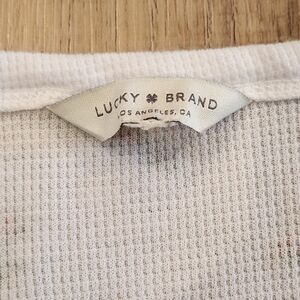 LUCKY BRAND
LOS ANGELES, CA